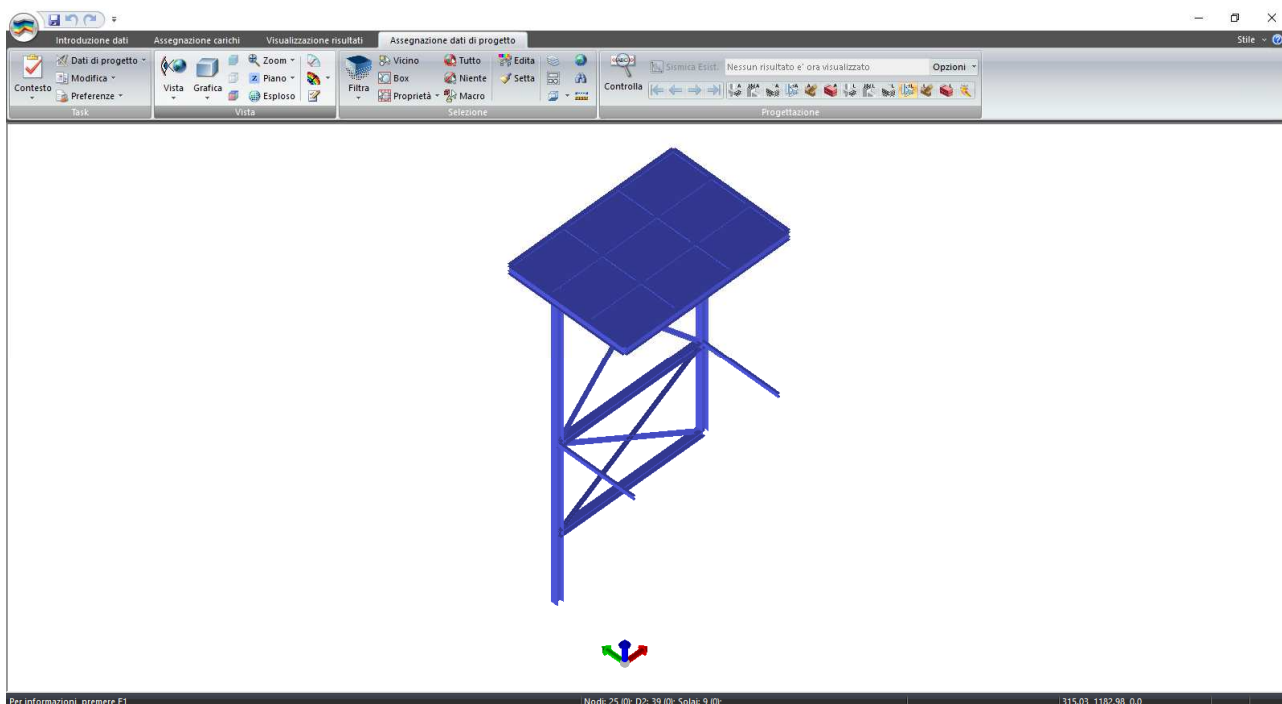 Stile
Introduzione dati Assegnazione carichi Visualizzazione risultati Assegnazione dati di progetto
Contesto
Dati di progetto
Modifica
Preferenze
Task
Vista
Grafica
Zoom
Piano
Esploso
Vista
Filtra
Vicino
Box
Proprietà
Tutto
Niente
Macro
Edita
Setta
Selezione
Controlla
Sismica Esist.
Nessun risultato e' ora visualizzato
Opzioni
Progettazione
Per informazioni, premere F1
Nodi: 25 (0); D2: 39 (0); Solai: 9 (0);
315.03, 1182.98, 0.0